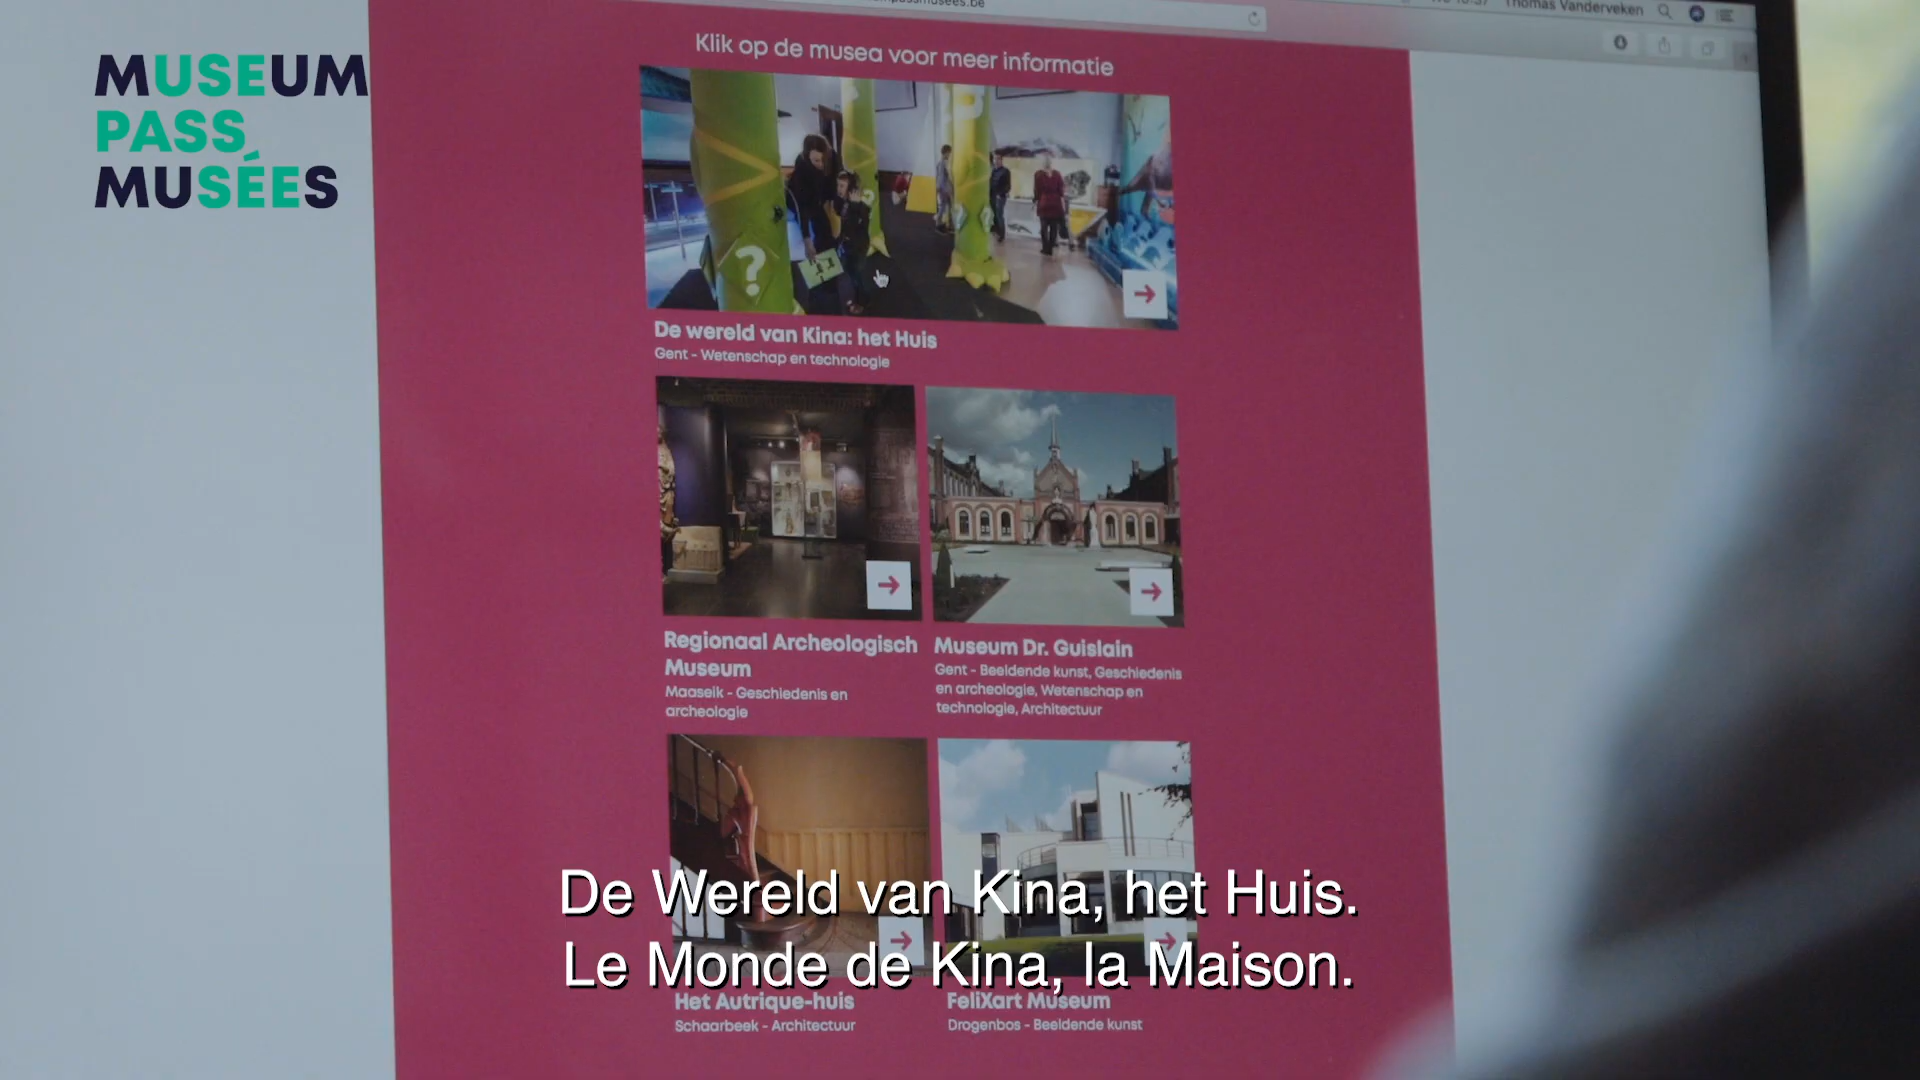 MUSEUM
PASS
MUSÉES
Thomas Vanderveken
Klik op de musea voor meer informatie
?
De wereld van Kina: het Huis
Gent - Wetenschap en technologie
Regionaal Archeologisch
Museum
Maaseik - Geschiedenis en
archeologie
Museum Dr. Guislain
Gent - Beeldende kunst, Geschiedenis
en archeologie, Wetenschap en
technologie, Architectuur
De Wereld van Kina, het Huis.
Le Monde de Kina, la Maison.
Het Autrique-huis
Schaarbeek - Architectuur
FeliXart Museum
Drogenbos - Beeldende kunst